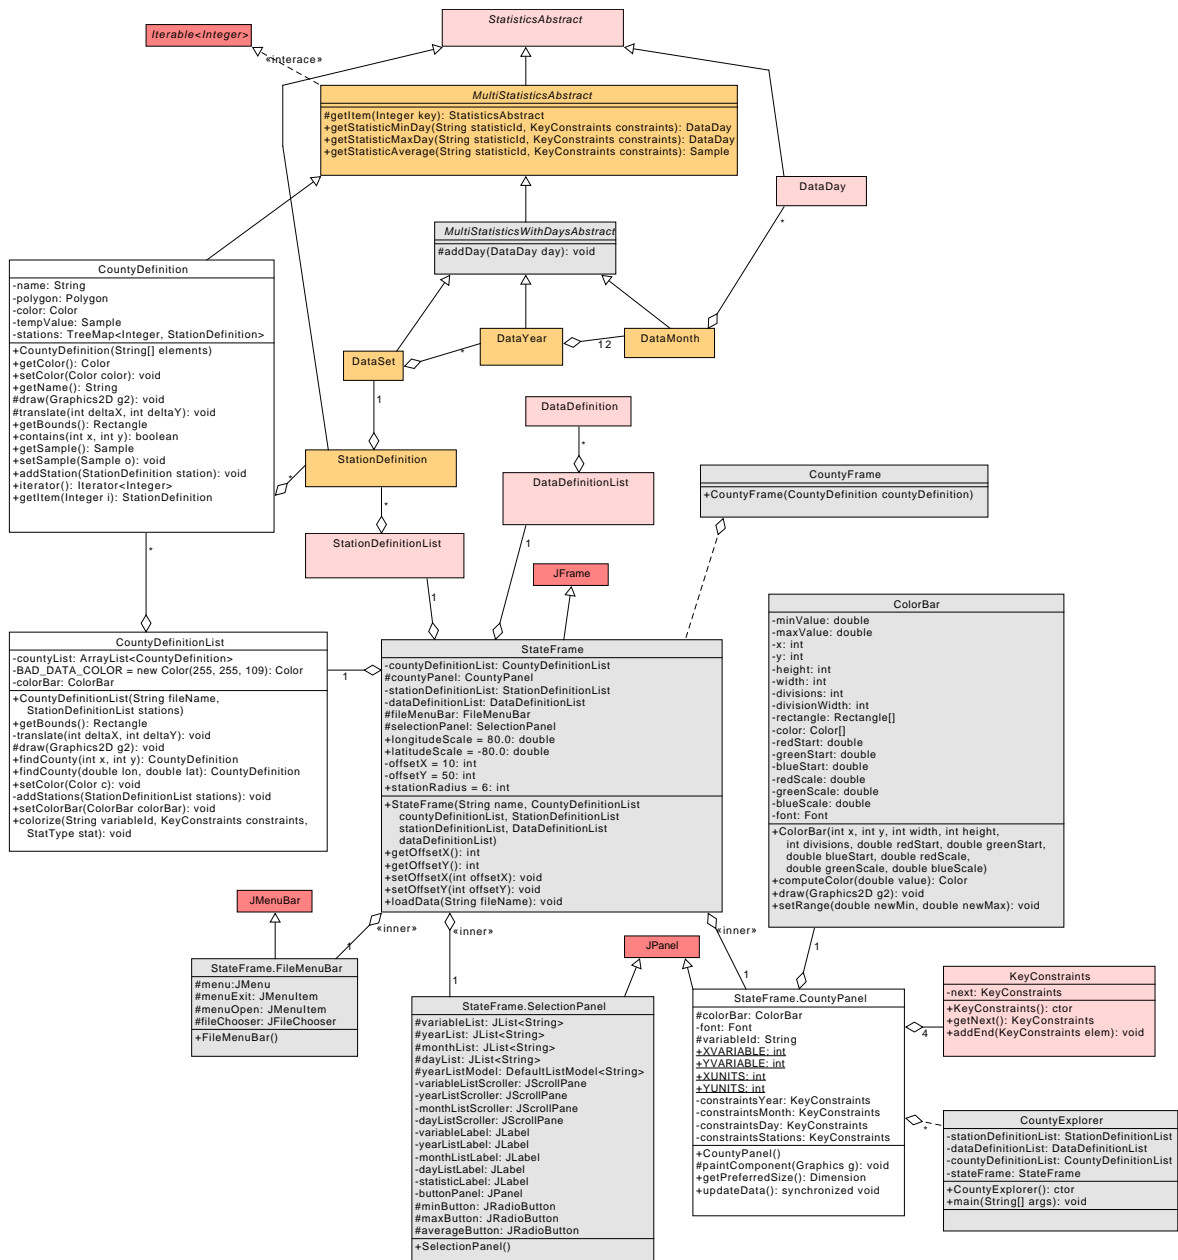 StatisticsAbstract
Iterable<Integer>
«interace»
MultiStatisticsAbstract
#getItem(Integer key): StatisticsAbstract
+getStatisticMinDay(String statisticId, KeyConstraints constraints): DataDay
+getStatisticMaxDay(String statisticId, KeyConstraints constraints): DataDay
+getStatisticAverage(String statisticId, KeyConstraints constraints): Sample
DataDay
*
MultiStatisticsWithDaysAbstract
#addDay(DataDay day): void
CountyDefinition
-name: String
-polygon: Polygon
-color: Color
-tempValue: Sample
-stations: TreeMap<Integer, StationDefinition>
+CountyDefinition(String[] elements)
+getColor(): Color
+setColor(Color color): void
+getName(): String
#draw(Graphics2D g2): void
#translate(int deltaX, int deltaY): void
+getBounds(): Rectangle
+contains(int x, int y): boolean
+getSample(): Sample
+setSample(Sample o): void
+addStation(StationDefinition station): void
+iterator(): Iterator<Integer>
+getItem(Integer i): StationDefinition
DataSet
*
DataYear
12
DataMonth
1
DataDefinition
*
StationDefinition
*
DataDefinitionList
CountyFrame
+CountyFrame(CountyDefinition countyDefinition)
*
StationDefinitionList
1
*
JFrame
1
CountyDefinitionList
-countyList: ArrayList<CountyDefinition>
-BAD_DATA_COLOR = new Color(255, 255, 109): Color
-colorBar: ColorBar
+CountyDefinitionList(String fileName,
StationDefinitionList stations)
+getBounds(): Rectangle
-translate(int deltaX, int deltaY): void
#draw(Graphics2D g2): void
+findCounty(int x, int y): CountyDefinition
+findCounty(double lon, double lat): CountyDefinition
+setColor(Color c): void
-addStations(StationDefinitionList stations): void
+setColorBar(ColorBar colorBar): void
+colorize(String variableId, KeyConstraints constraints,
StatType stat): void
1
StateFrame
-countyDefinitionList: CountyDefinitionList
#countyPanel: CountyPanel
-stationDefinitionList: StationDefinitionList
-dataDefinitionList: DataDefinitionList
#fileMenuBar: FileMenuBar
#selectionPanel: SelectionPanel
+longitudeScale = 80.0: double
+latitudeScale = -80.0: double
-offsetX = 10: int
-offsetY = 50: int
+stationRadius = 6: int
+StateFrame(String name, CountyDefinitionList
countyDefinitionList, StationDefinitionList
stationDefinitionList, DataDefinitionList
dataDefinitionList)
+getOffsetX(): int
+getOffsetY(): int
+setOffsetX(int offsetX): void
+setOffsetY(int offsetY): void
+loadData(String fileName): void
ColorBar
-minValue: double
-maxValue: double
-x: int
-y: int
-height: int
-width: int
-divisions: int
-divisionWidth: int
-rectangle: Rectangle[]
-color: Color[]
-redStart: double
-greenStart: double
-blueStart: double
-redScale: double
-greenScale: double
-blueScale: double
-font: Font
+ColorBar(int x, int y, int width, int height,
int divisions, double redStart, double greenStart,
double blueStart, double redScale,
double greenScale, double blueScale)
+computeColor(double value): Color
+draw(Graphics2D g2): void
+setRange(double newMin, double newMax): void
JMenuBar
«inner»
1
«inner»
1
JPanel
«inner»
1
1
StateFrame.FileMenuBar
#menu:JMenu
#menuExit: JMenuItem
#menuOpen: JMenuItem
#fileChooser: JFileChooser
+FileMenuBar()
StateFrame.SelectionPanel
#variableList: JList<String>
#yearList: JList<String>
#monthList: JList<String>
#dayList: JList<String>
#yearListModel: DefaultListModel<String>
-variableListScroller: JScrollPane
-yearListScroller: JScrollPane
-monthListScroller: JScrollPane
-dayListScroller: JScrollPane
-variableLabel: JLabel
-yearListLabel: JLabel
-monthListLabel: JLabel
-dayListLabel: JLabel
-statisticLabel: JLabel
-buttonPanel: JPanel
#minButton: JRadioButton
#maxButton: JRadioButton
#averageButton: JRadioButton
+SelectionPanel()
StateFrame.CountyPanel
#colorBar: ColorBar
-font: Font
#variableId: String
+XVARIABLE: int
+YVARIABLE: int
+XUNITS: int
+YUNITS: int
-constraintsYear: KeyConstraints
-constraintsMonth: KeyConstraints
-constraintsDay: KeyConstraints
-constraintsStations: KeyConstraints
+CountyPanel()
#paintComponent(Graphics g): void
+getPreferredSize(): Dimension
+updateData(): synchronized void
4
KeyConstraints
-next: KeyConstraints
+KeyConstraints(): ctor
+getNext(): KeyConstraints
+addEnd(KeyConstraints elem): void
*
CountyExplorer
-stationDefinitionList: StationDefinitionList
-dataDefinitionList: DataDefinitionList
-countyDefinitionList: CountyDefinitionList
-stateFrame: StateFrame
+CountyExplorer(): ctor
+main(String[] args): void